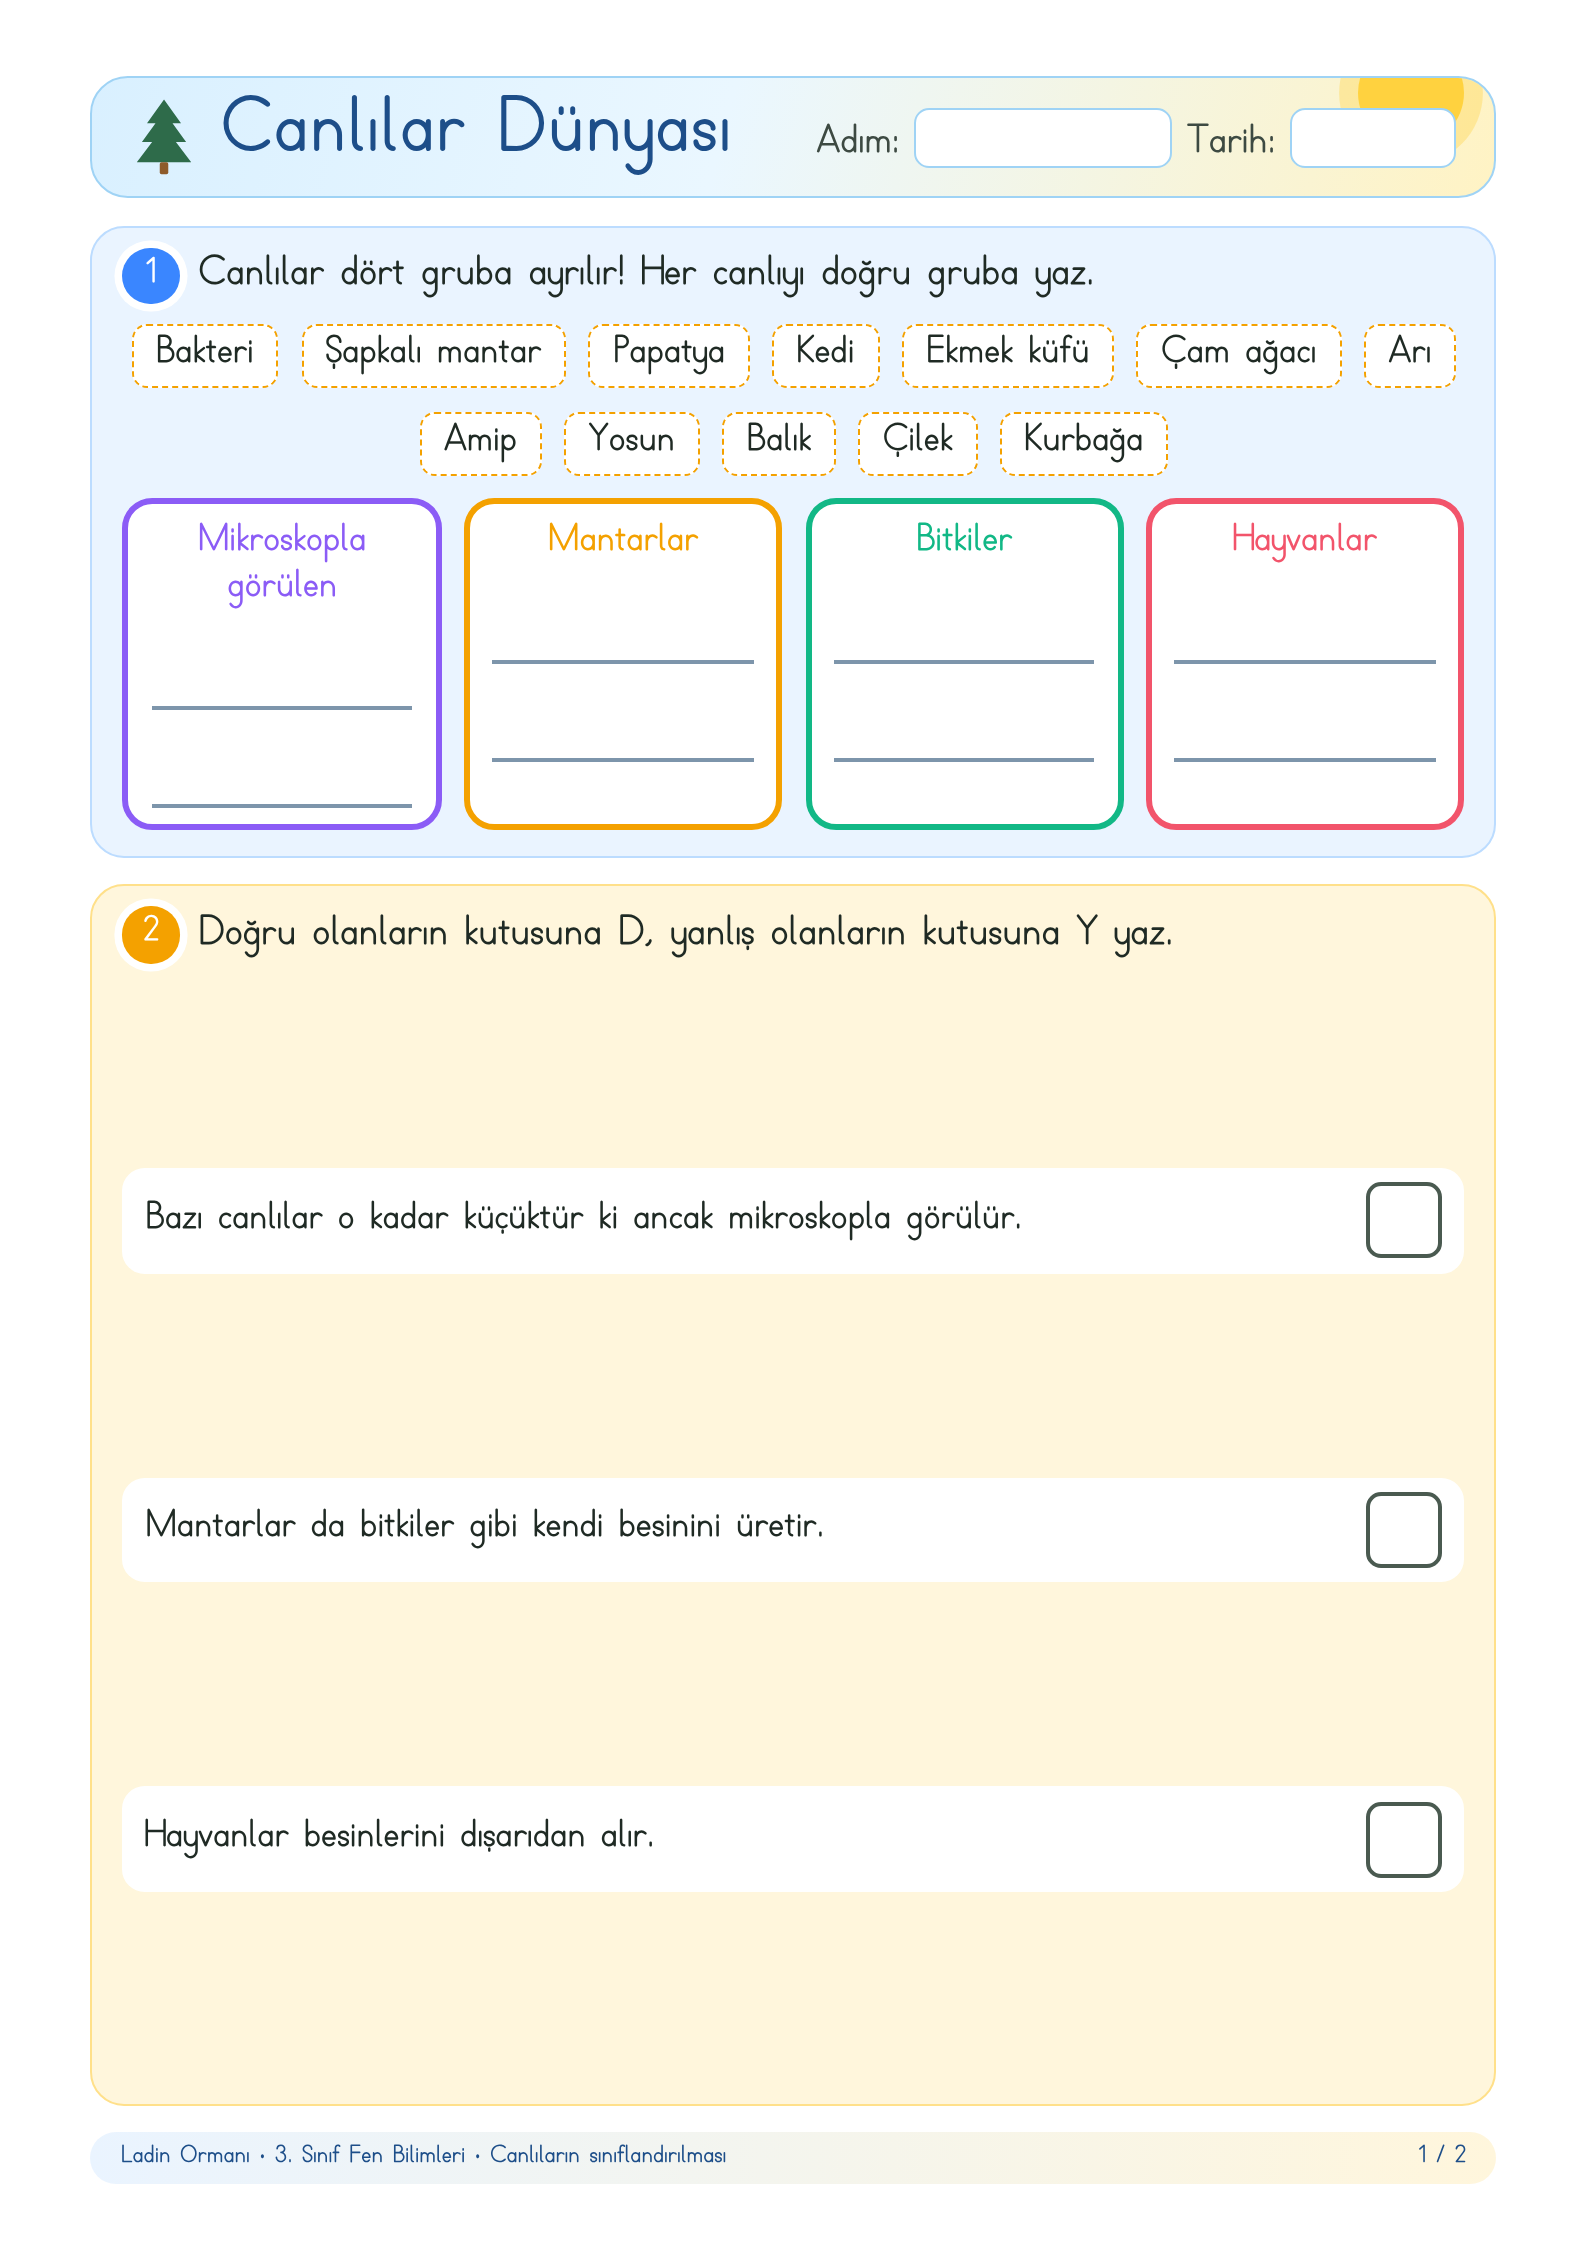 Canlılar Dünyası Adım: Tarih:
1 Canlılar dört gruba ayrılır! Her canlıyı doğru gruba yaz.
Bakteri Şapkalı mantar Papatya Kedi Ekmek küfü Çam ağacı Arı
Amip Yosun Balık Çilek Kurbağa
Mikroskopla
görülen
Mantarlar
Bitkiler
Hayvanlar
2 Doğru olanların kutusuna D, yanlış olanların kutusuna Y yaz.
Bazı canlılar o kadar küçüktür ki ancak mikroskopla görülür.
Mantarlar da bitkiler gibi kendi besinini üretir.
Hayvanlar besinlerini dışarıdan alır.
Ladin Ormanı • 3. Sınıf Fen Bilimleri • Canlıların sınıflandırılması 1 / 2